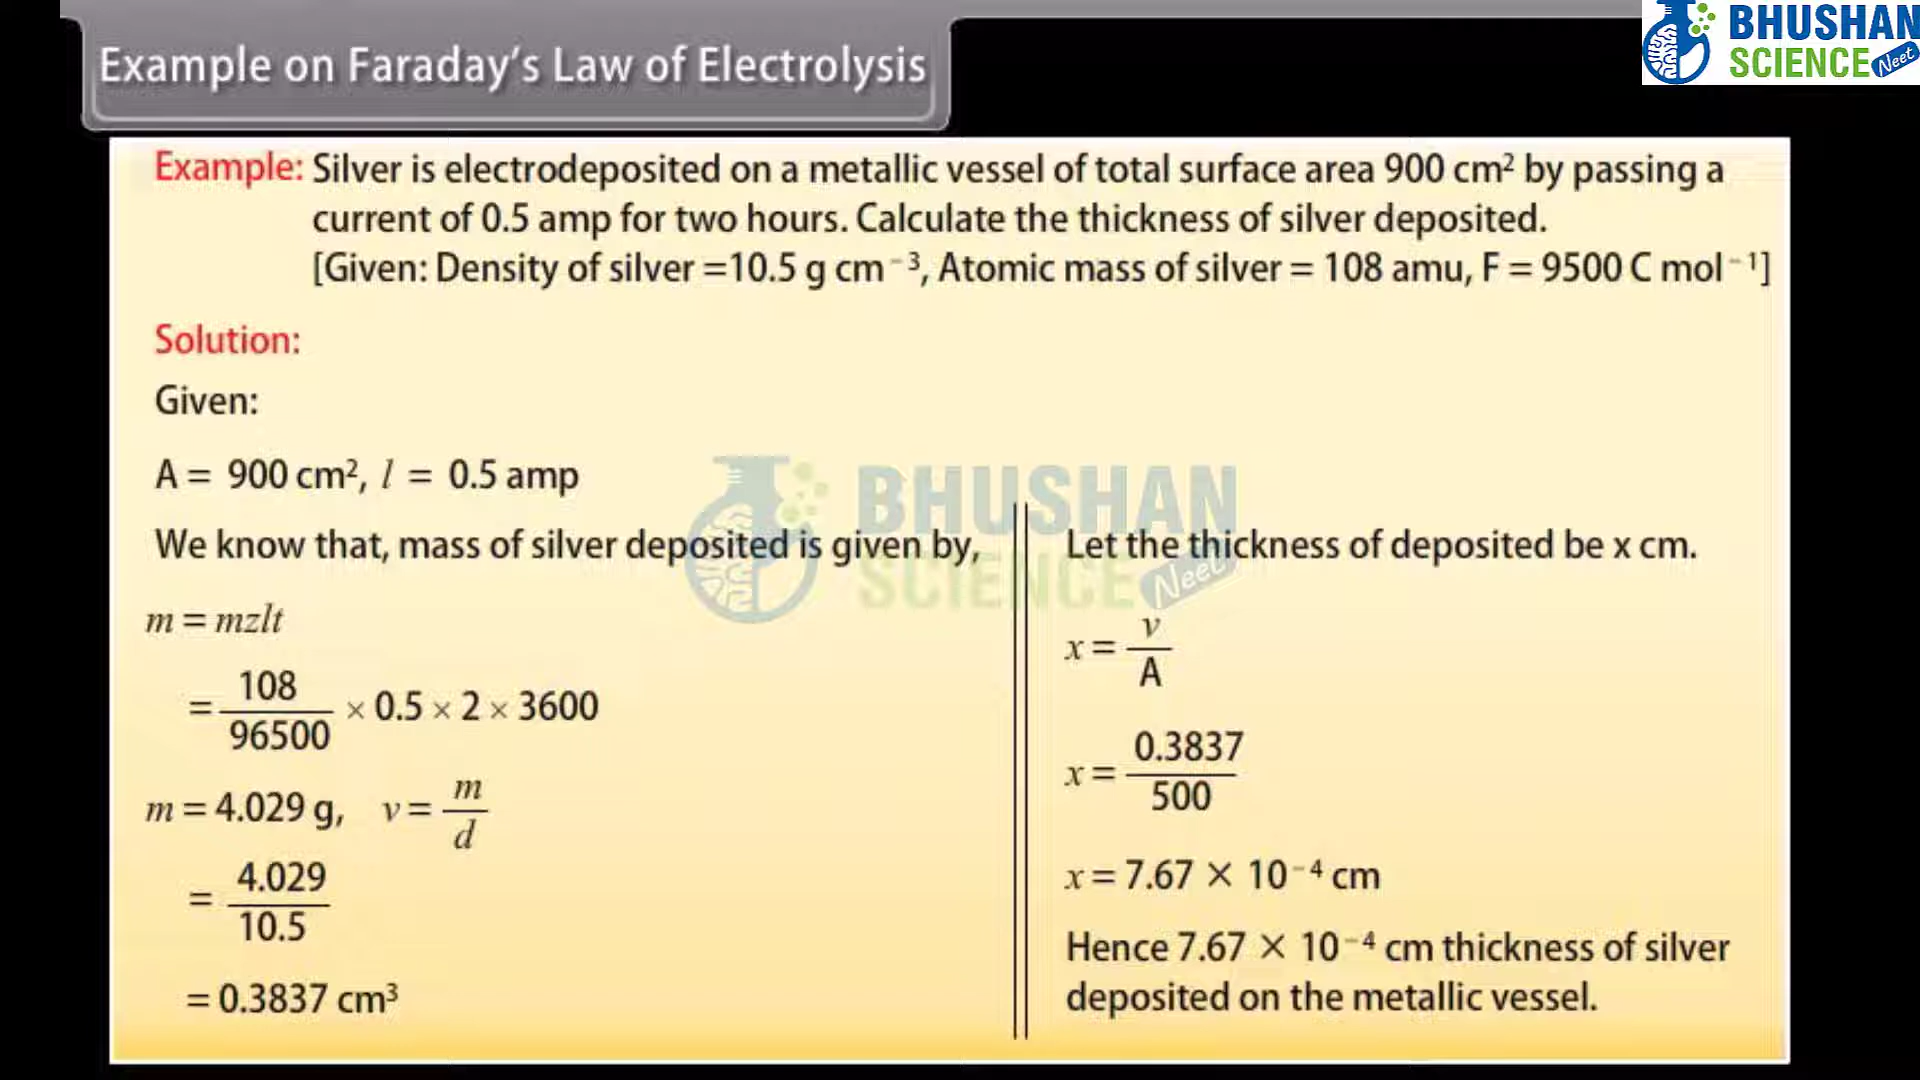 Example on Faraday’s Law of Electrolysis
BHUSHAN
SCIENCE Neet
Example: Silver is electrodeposited on a metallic vessel of total surface area 900 cm² by passing a
current of 0.5 amp for two hours. Calculate the thickness of silver deposited.
[Given: Density of silver =10.5 g cm⁻³, Atomic mass of silver = 108 amu, F = 9500 C mol⁻¹]
Solution:
Given:
A = 900 cm², l = 0.5 amp
BHUSHAN
SCIENCE Neet
We know that, mass of silver deposited is given by,
m = mzlt
= 108/96500 × 0.5 × 2 × 3600
m = 4.029 g, v = m/d
= 4.029/10.5
= 0.3837 cm³
Let the thickness of deposited be x cm.
x = v/A
x = 0.3837/500
x = 7.67 × 10⁻⁴ cm
Hence 7.67 × 10⁻⁴ cm thickness of silver
deposited on the metallic vessel.